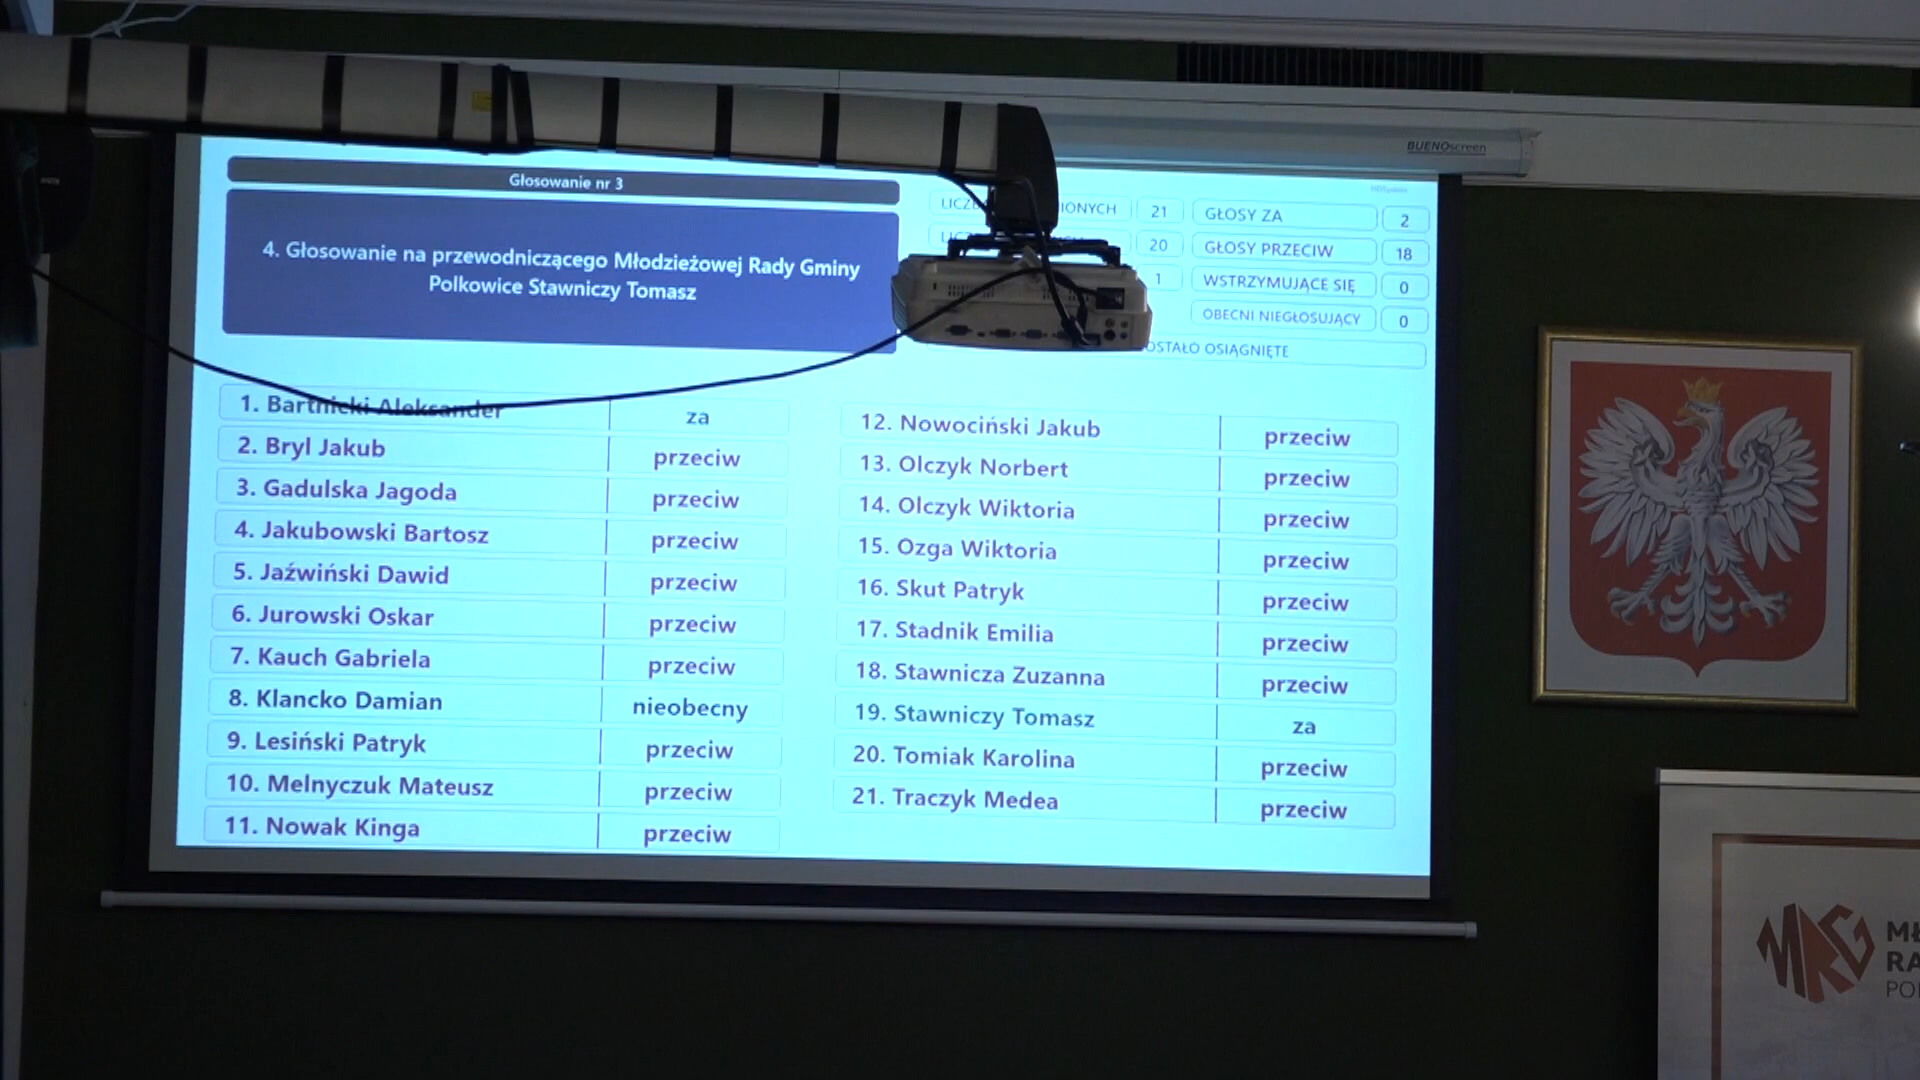 BUENOscreen
Głosowanie nr 3
4. Głosowanie na przewodniczącego Młodzieżowej Rady Gminy
Polkowice Stawniczy Tomasz
21
GŁOSY ZA 2
20
GŁOSY PRZECIW 18
1
WSTRZYMUJĄCE SIĘ 0
OBECNI NIEGŁOSUJĄCY 0
OSIĄGNIĘTE
1. Bartnicki Aleksander za
2. Bryl Jakub przeciw
3. Gadulska Jagoda przeciw
4. Jakubowski Bartosz przeciw
5. Jaźwiński Dawid przeciw
6. Jurowski Oskar przeciw
7. Kauch Gabriela przeciw
8. Klancko Damian nieobecny
9. Lesiński Patryk przeciw
10. Melnyczuk Mateusz przeciw
11. Nowak Kinga przeciw
12. Nowociński Jakub przeciw
13. Olczyk Norbert przeciw
14. Olczyk Wiktoria przeciw
15. Ozga Wiktoria przeciw
16. Skut Patryk przeciw
17. Stadnik Emilia przeciw
18. Stawnicza Zuzanna przeciw
19. Stawniczy Tomasz za
20. Tomiak Karolina przeciw
21. Traczyk Medea przeciw
MRG